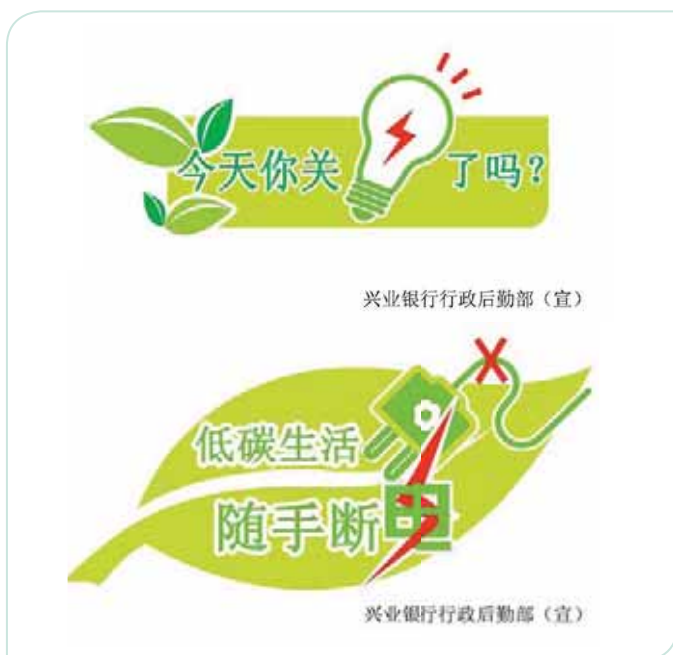 今天你关了吗?
兴业银行行政后勤部（宣）
低碳生活
随手断电
兴业银行行政后勤部（宣）